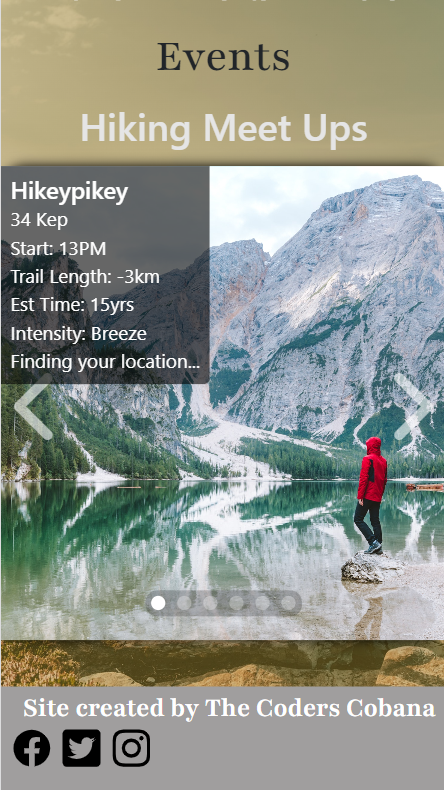 Events
Hiking Meet Ups
Hikeypikey
34 Kep
Start: 13PM
Trail Length: -3km
Est Time: 15yrs
Intensity: Breeze
Finding your location...
Site created by The Coders Cobana